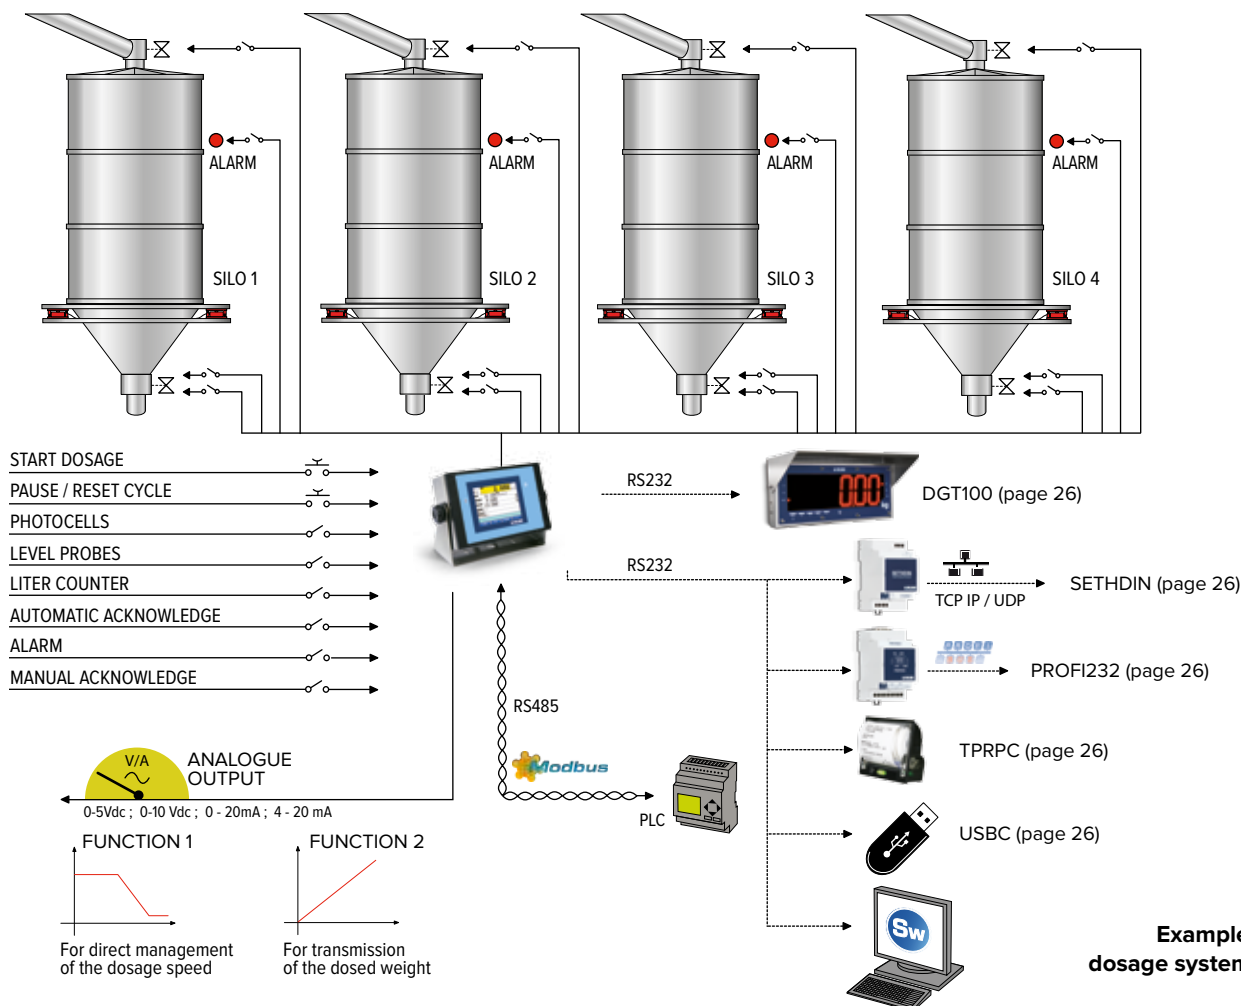 ALARM
ALARM
ALARM
ALARM
SILO 1
SILO 2
SILO 3
SILO 4
START DOSAGE
PAUSE / RESET CYCLE
PHOTOCELLS
LEVEL PROBES
LITER COUNTER
AUTOMATIC ACKNOWLEDGE
ALARM
MANUAL ACKNOWLEDGE
RS232
000
DGT100 (page 26)
RS232
TCP IP / UDP
SETHDIN (page 26)
PROFI232 (page 26)
RS485
Modbus
PLC
TPRPC (page 26)
USBC (page 26)
V/A
ANALOGUE
OUTPUT
0-5Vdc ; 0-10 Vdc ; 0 - 20mA ; 4 - 20 mA
FUNCTION 1
For direct management
of the dosage speed
FUNCTION 2
For transmission
of the dosed weight
Sw
Example
dosage system